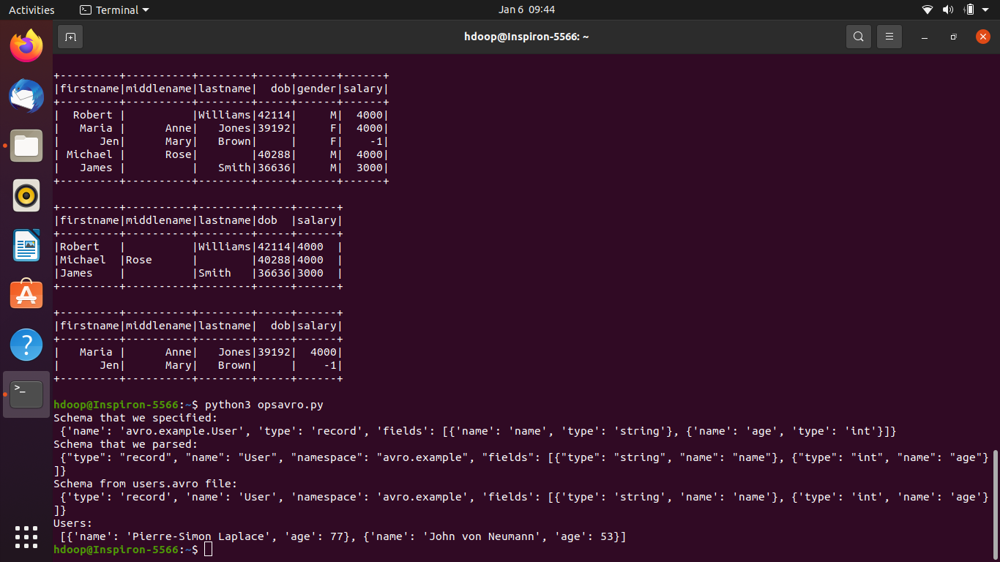 Activities Terminal Jan 6 09:44
hdoop@Inspiron-5566: ~
+---------+----------+--------+-----+------+------+
|firstname|middlename|lastname|  dob|gender|salary|
+---------+----------+--------+-----+------+------+
|  Robert |          |Williams|42114|     M|  4000|
|   Maria |      Anne|   Jones|39192|     F|  4000|
|      Jen|      Mary|   Brown|     |     F|    -1|
| Michael |      Rose|        |40288|     M|  4000|
|   James |          |   Smith|36636|     M|  3000|
+---------+----------+--------+-----+------+------+
+---------+----------+--------+-----+------+
|firstname|middlename|lastname|dob  |salary|
+---------+----------+--------+-----+------+
|Robert   |          |Williams|42114|4000  |
|Michael  |Rose      |        |40288|4000  |
|James    |          |Smith   |36636|3000  |
+---------+----------+--------+-----+------+
+---------+----------+--------+-----+------+
|firstname|middlename|lastname|  dob|salary|
+---------+----------+--------+-----+------+
|   Maria |      Anne|   Jones|39192|  4000|
|      Jen|      Mary|   Brown|     |    -1|
+---------+----------+--------+-----+------+
hdoop@Inspiron-5566:~$ python3 opsavro.py
Schema that we specified:
 {'name': 'avro.example.User', 'type': 'record', 'fields': [{'name': 'name', 'type': 'string'}, {'name': 'age', 'type': 'int'}]}
Schema that we parsed:
 {"type": "record", "name": "User", "namespace": "avro.example", "fields": [{"type": "string", "name": "name"}, {"type": "int", "name": "age"}
]}
Schema from users.avro file:
 {'type': 'record', 'name': 'User', 'namespace': 'avro.example', 'fields': [{'type': 'string', 'name': 'name'}, {'type': 'int', 'name': 'age'}
]}
Users:
 [{'name': 'Pierre-Simon Laplace', 'age': 77}, {'name': 'John von Neumann', 'age': 53}]
hdoop@Inspiron-5566:~$